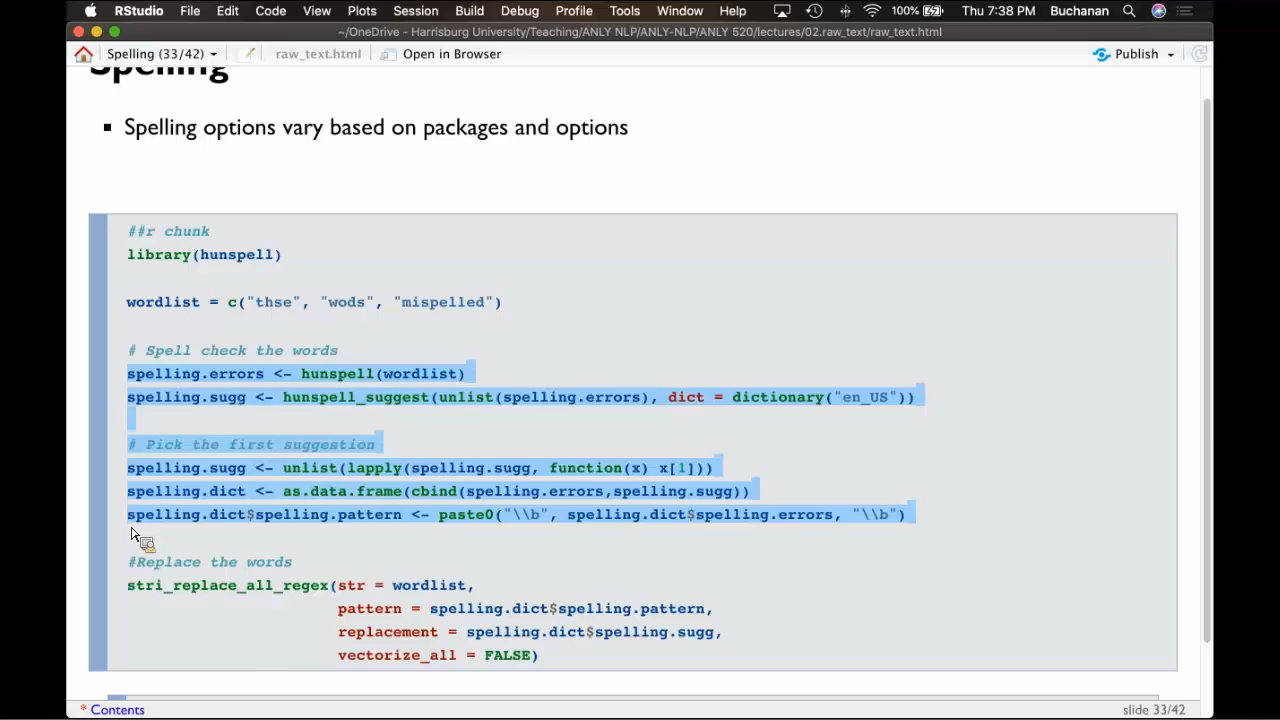 RStudio File Edit Code View Plots Session Build Debug Profile Tools Window Help 100% Thu 7:38 PM Buchanan
~/OneDrive - Harrisburg University/Teaching/ANLY NLP/ANLY-NLP/ANLY 520/lectures/02.raw_text/raw_text.html
Spelling (33/42) raw_text.html Open in Browser Publish
Spelling
▪ Spelling options vary based on packages and options
##r chunk
library(hunspell)
wordlist = c("thse", "wods", "mispelled")
# Spell check the words
spelling.errors <- hunspell(wordlist)
spelling.sugg <- hunspell_suggest(unlist(spelling.errors), dict = dictionary("en_US"))
# Pick the first suggestion
spelling.sugg <- unlist(lapply(spelling.sugg, function(x) x[1]))
spelling.dict <- as.data.frame(cbind(spelling.errors,spelling.sugg))
spelling.dict$spelling.pattern <- paste0("\\b", spelling.dict$spelling.errors, "\\b")
#Replace the words
stri_replace_all_regex(str = wordlist,
pattern = spelling.dict$spelling.pattern,
replacement = spelling.dict$spelling.sugg,
vectorize_all = FALSE)
* Contents slide 33/42